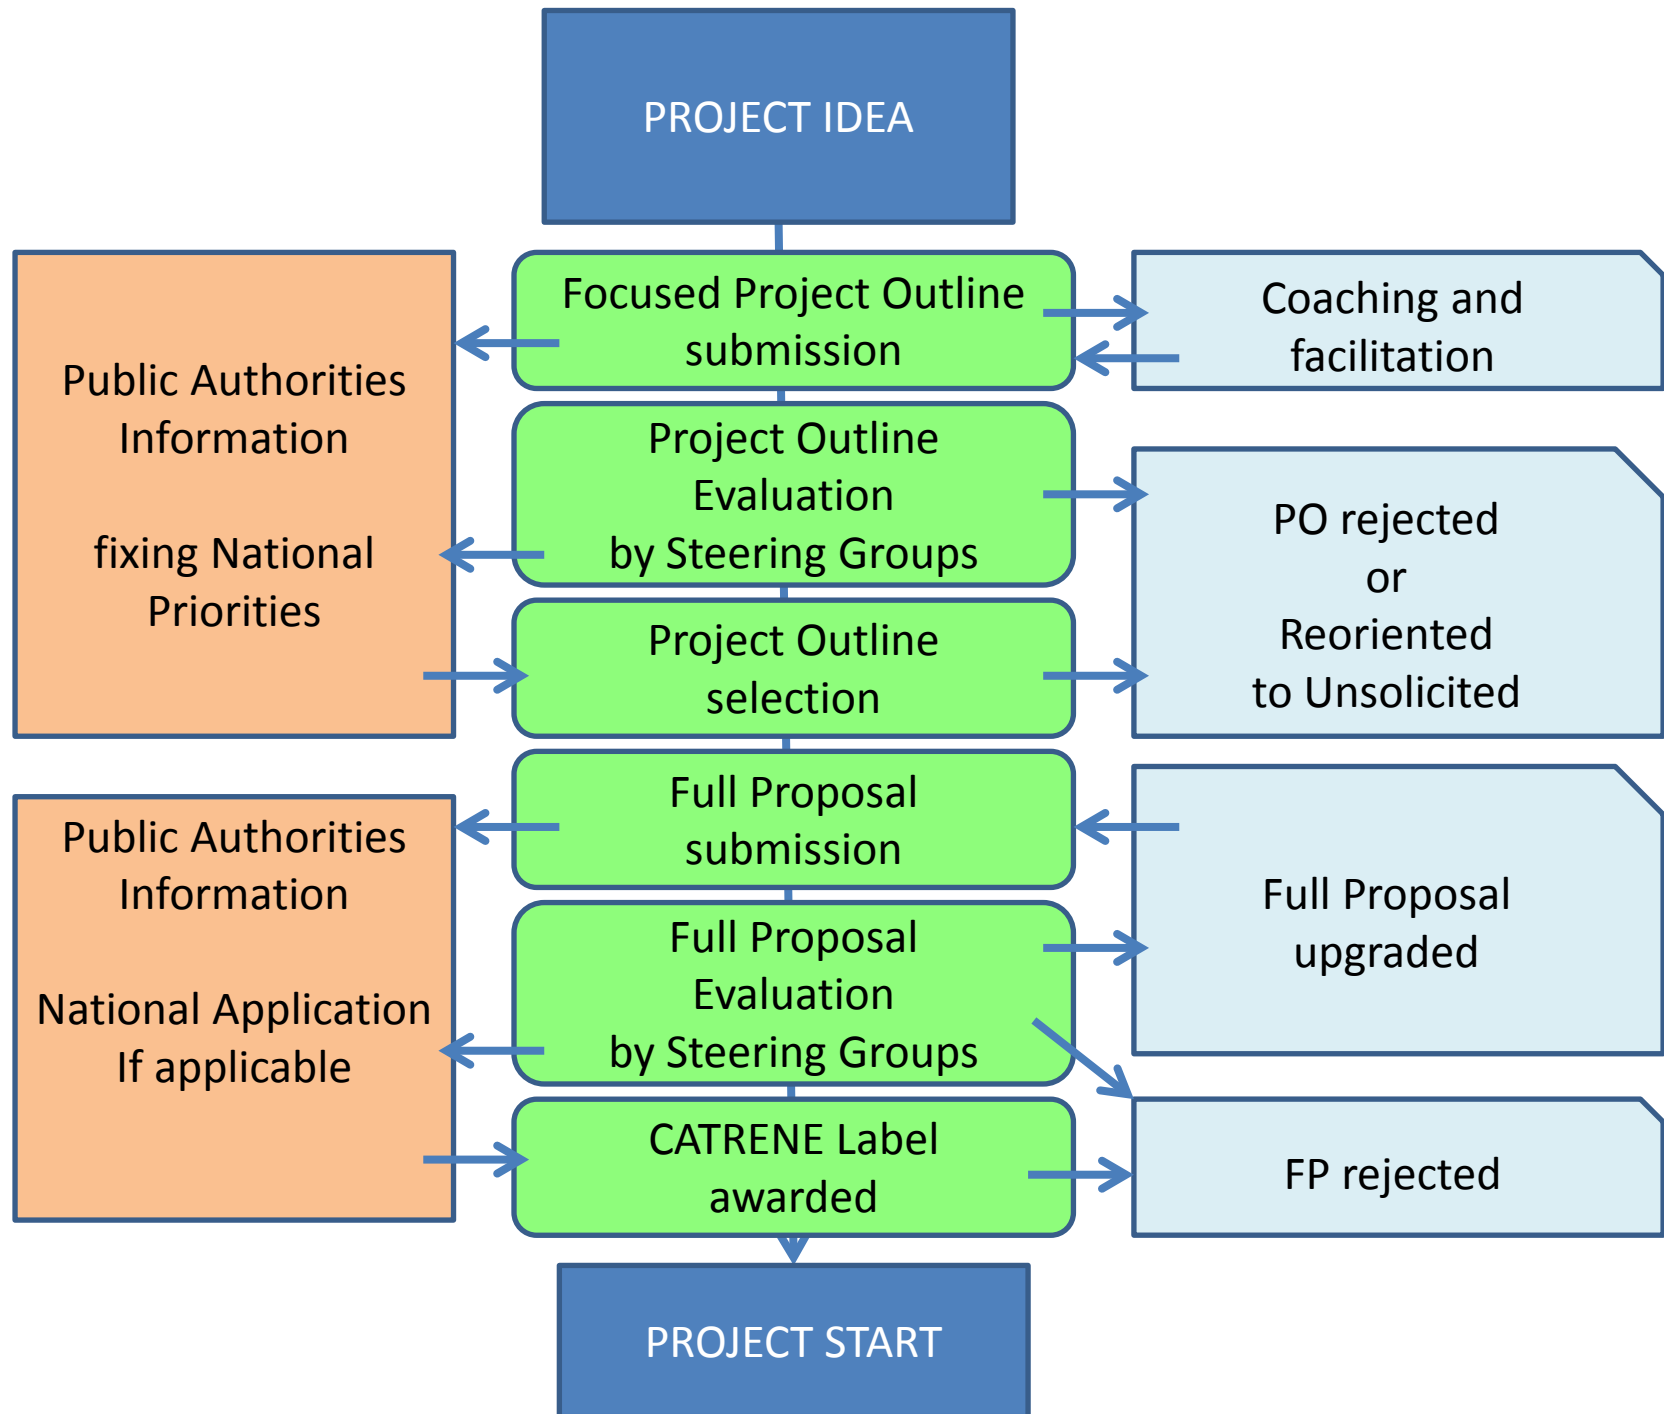 PROJECT IDEA
Focused Project Outline
submission
Coaching and
facilitation
Public Authorities
Information
fixing National
Priorities
Project Outline
Evaluation
by Steering Groups
PO rejected
or
Reoriented
to Unsolicited
Project Outline
selection
Full Proposal
submission
Public Authorities
Information
National Application
If applicable
Full Proposal
Evaluation
by Steering Groups
Full Proposal
upgraded
CATRENE Label
awarded
FP rejected
PROJECT START